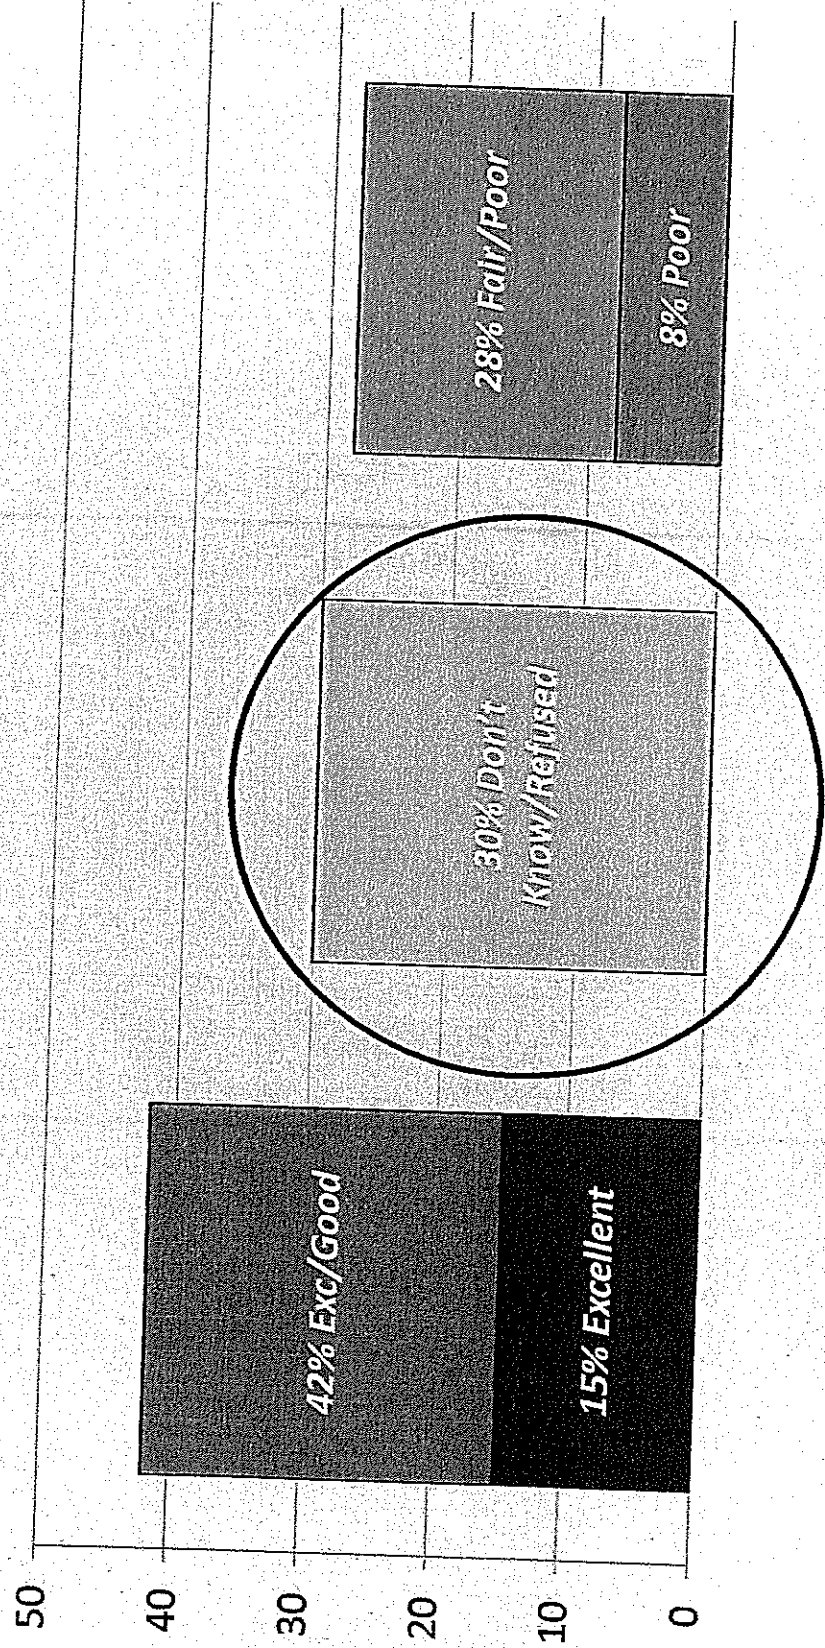 50
40
30
20
10
0
42% Exc/Good
15% Excellent
30% Don't
Know/Refused
28% Fair/Poor
8% Poor